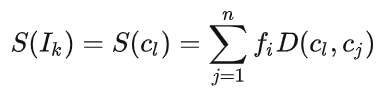 S(I_k) = S(c_l) = \sum_{j=1}^{n} f_i D(c_l, c_j)